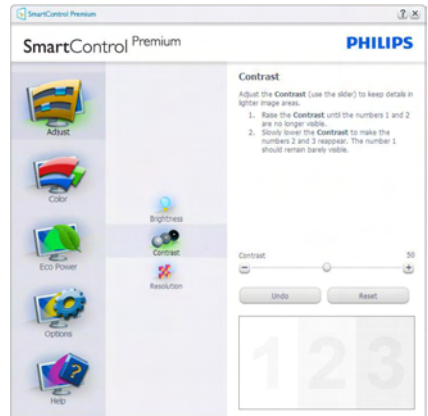 SmartControl Premium
SmartControl Premium
PHILIPS
Adjust
Color
Eco Power
Options
Help
Brightness
Contrast
Resolution
Contrast
Adjust the Contrast (use the slider) to keep details in
lighter image areas.
1. Raise the Contrast until the numbers 1 and 2
are no longer visible.
2. Slowly lower the Contrast to make the
numbers 2 and 3 reappear. The number 1
should remain barely visible.
Contrast 50
Undo Reset
1 2 3